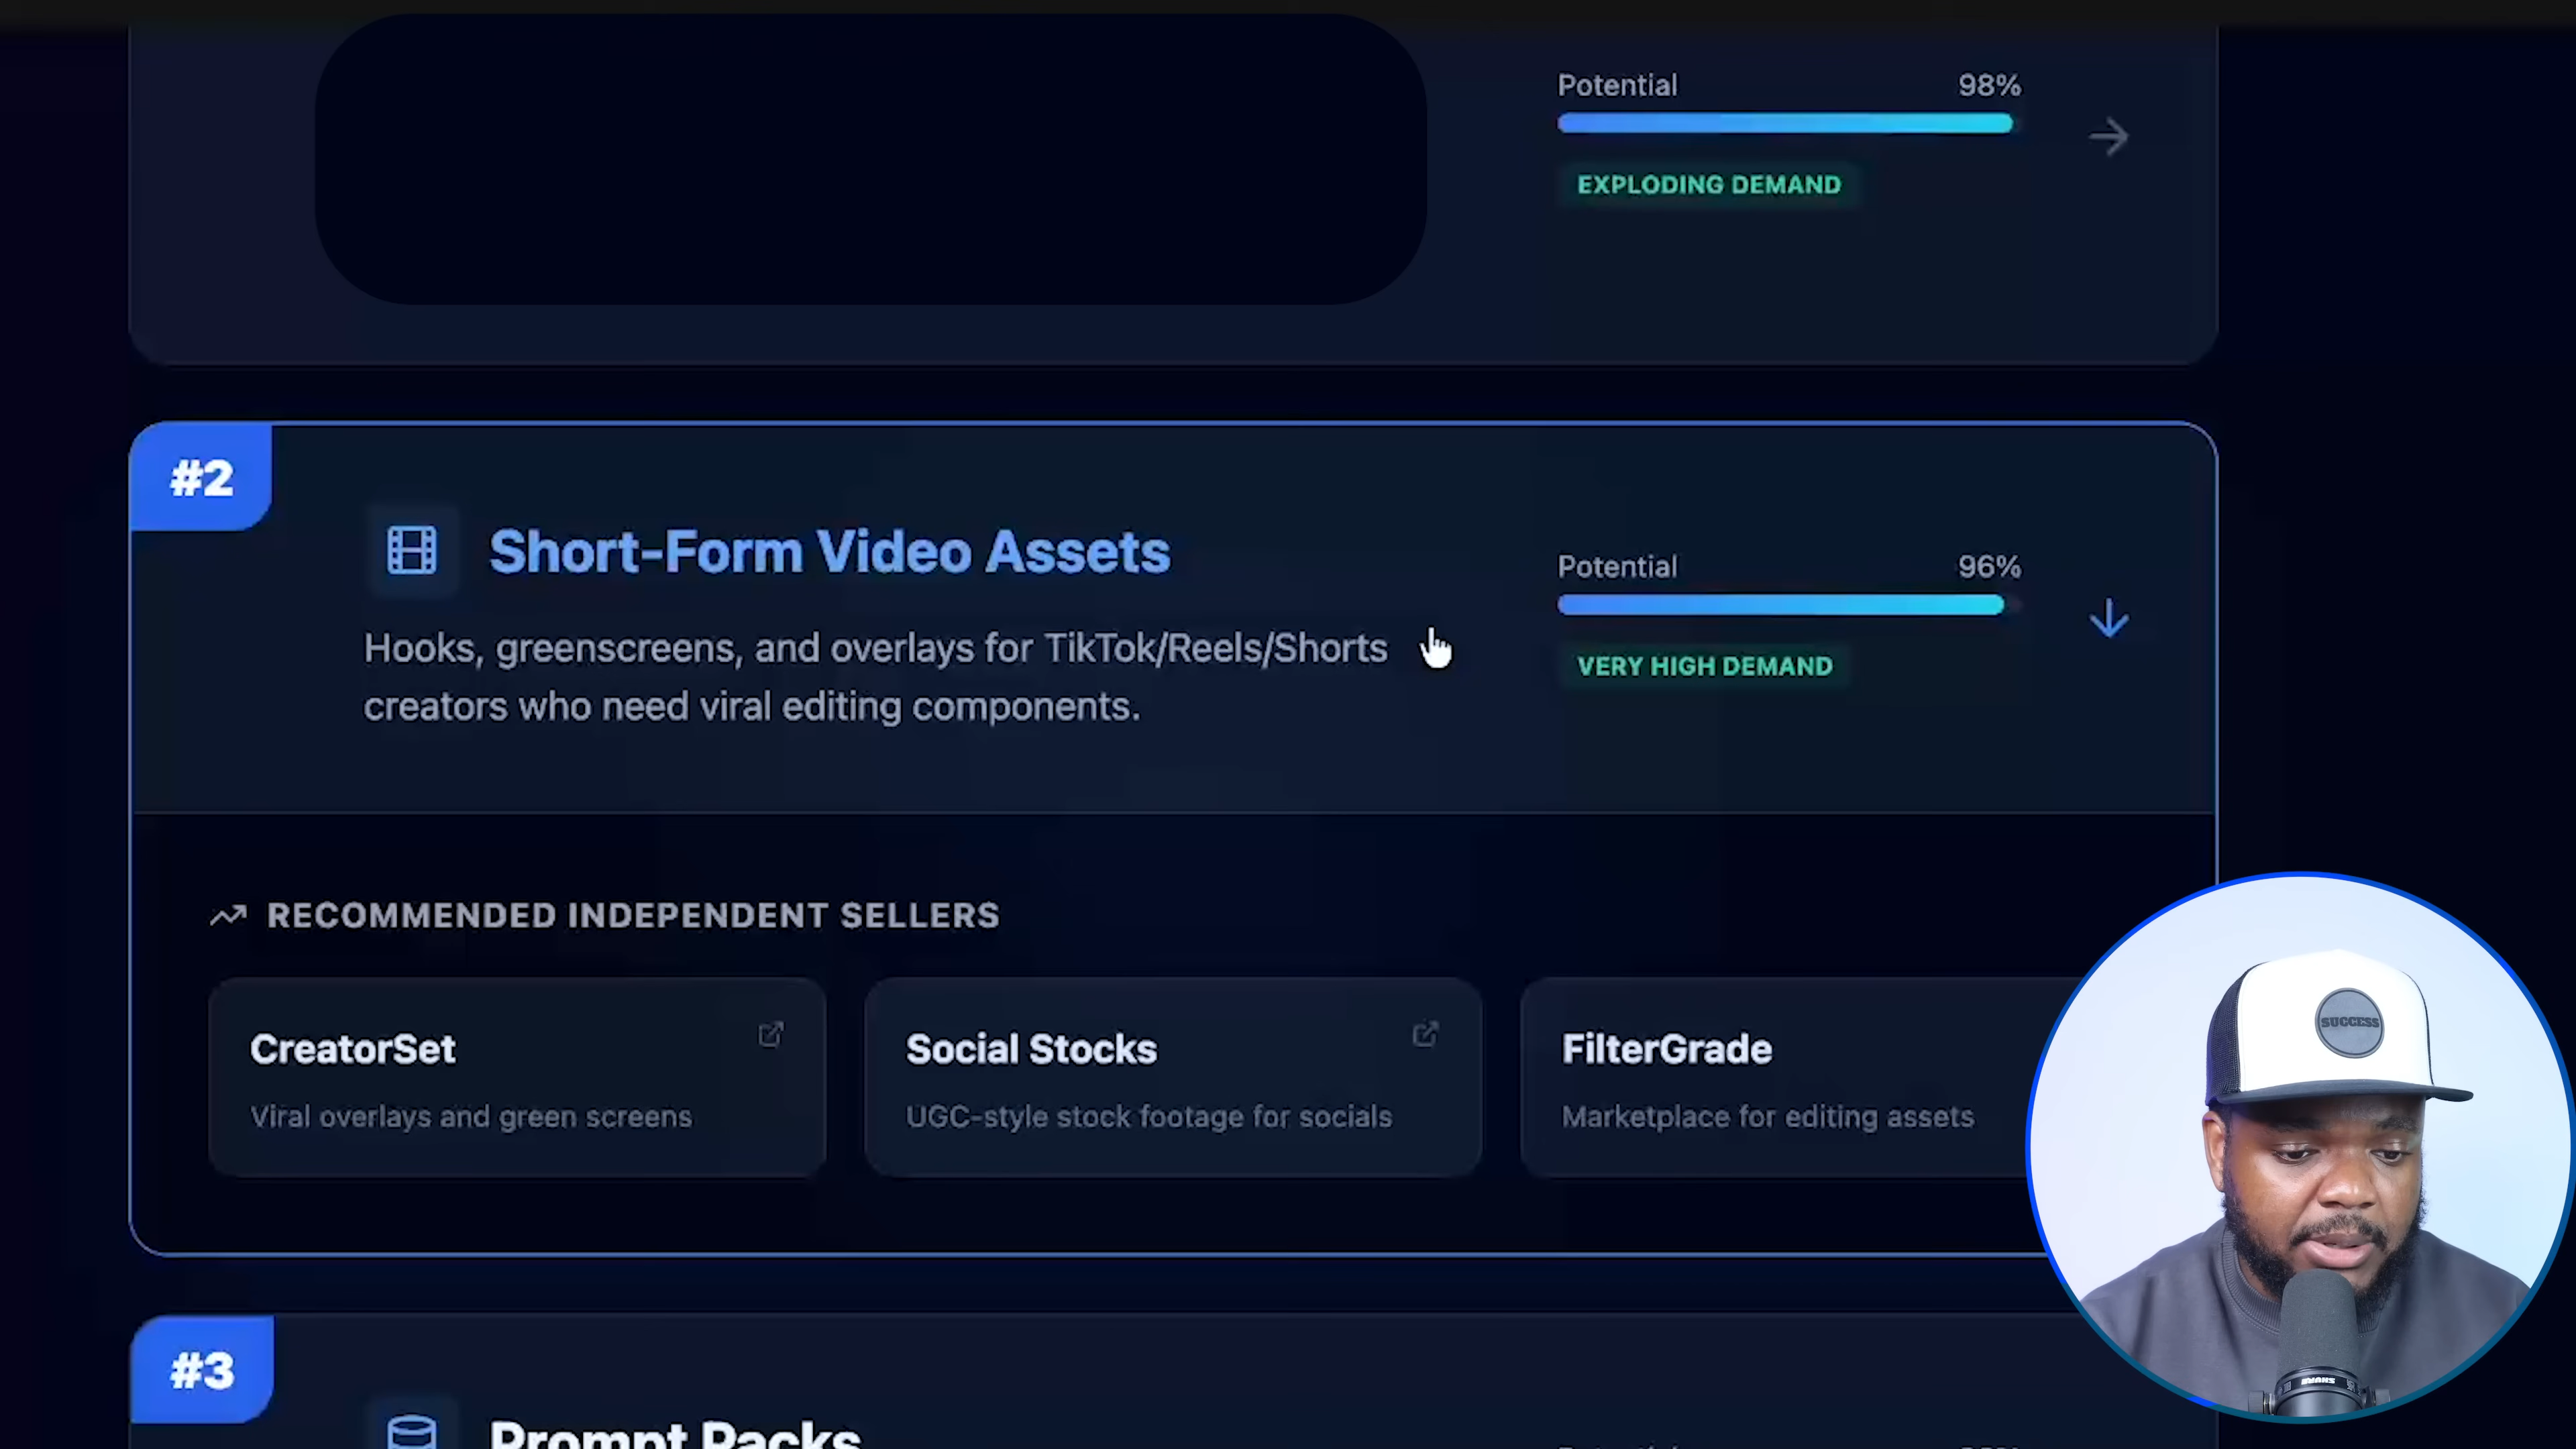 Potential 98%
EXPLODING DEMAND
#2
Short-Form Video Assets
Hooks, greenscreens, and overlays for TikTok/Reels/Shorts
creators who need viral editing components.
Potential 96%
VERY HIGH DEMAND
RECOMMENDED INDEPENDENT SELLERS
CreatorSet
Viral overlays and green screens
Social Stocks
UGC-style stock footage for socials
FilterGrade
Marketplace for editing assets
SUCCESS
SHURE
#3
Prompt Packs